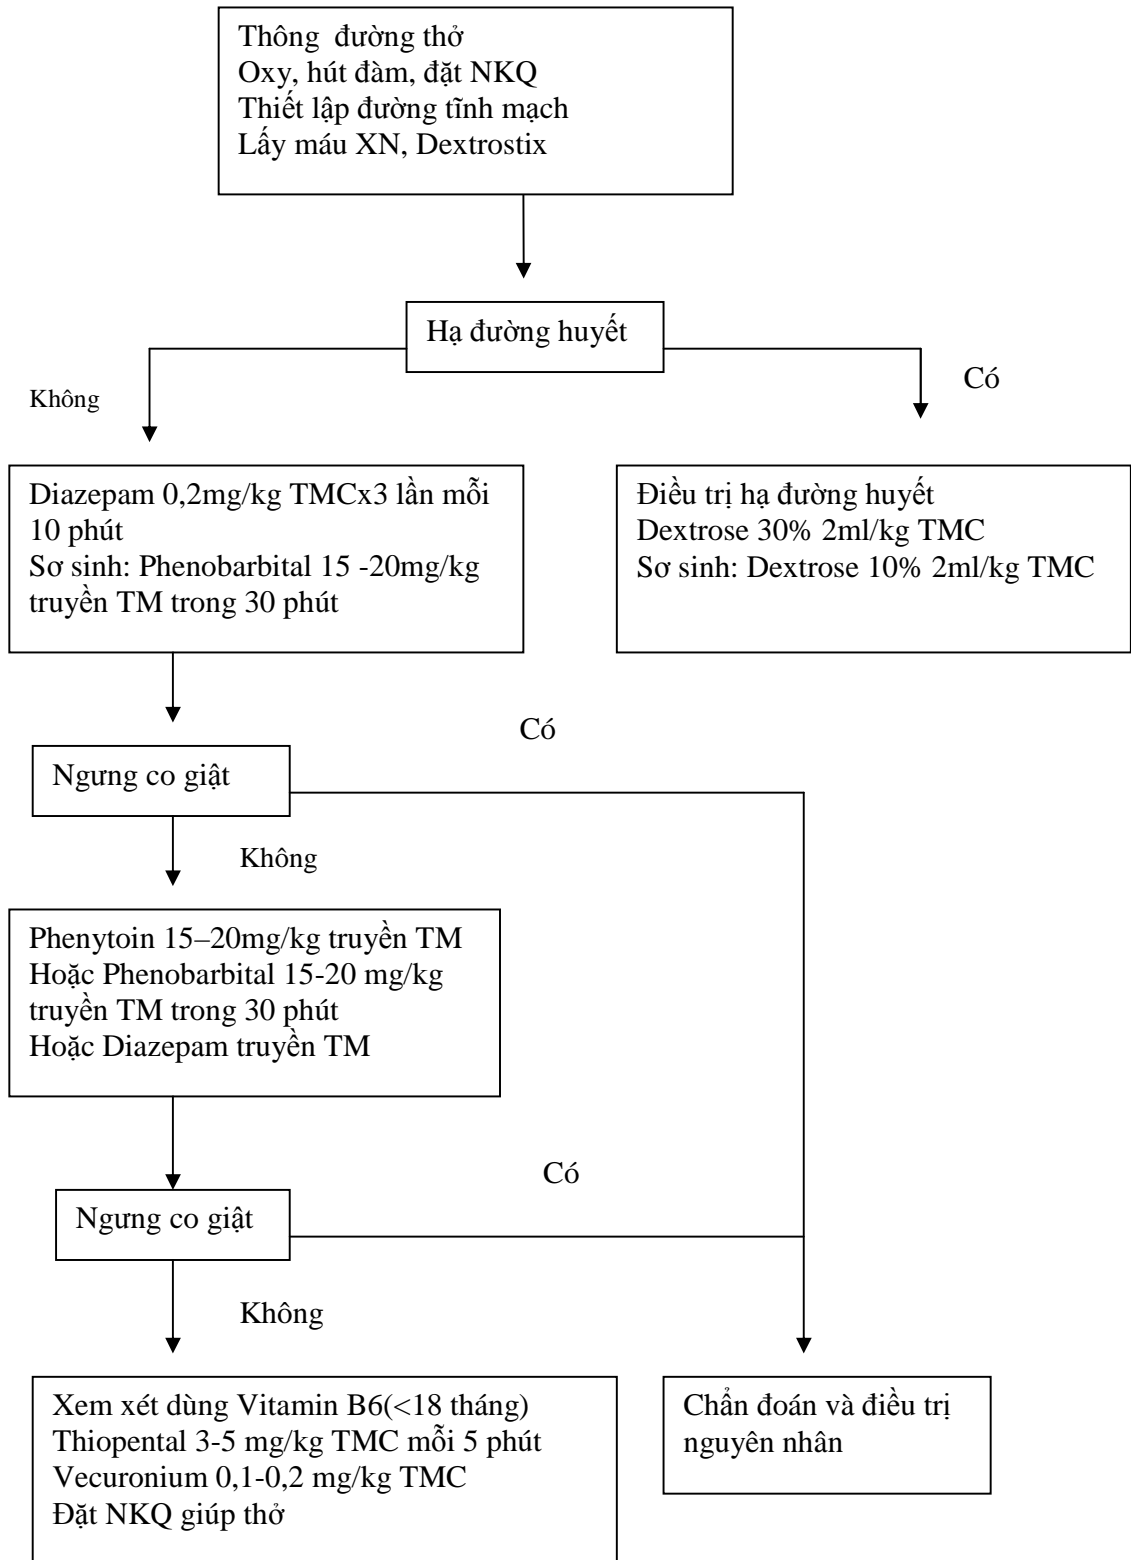 Thông đường thở
Oxy, hút đàm, đặt NKQ
Thiết lập đường tĩnh mạch
Lấy máu XN, Dextrostix
Hạ đường huyết
Không
Có
Diazepam 0,2mg/kg TMCx3 lần mỗi
10 phút
Sơ sinh: Phenobarbital 15 -20mg/kg
truyền TM trong 30 phút
Điều trị hạ đường huyết
Dextrose 30% 2ml/kg TMC
Sơ sinh: Dextrose 10% 2ml/kg TMC
Có
Ngưng co giật
Không
Phenytoin 15–20mg/kg truyền TM
Hoặc Phenobarbital 15-20 mg/kg
truyền TM trong 30 phút
Hoặc Diazepam truyền TM
Có
Ngưng co giật
Không
Xem xét dùng Vitamin B6(<18 tháng)
Thiopental 3-5 mg/kg TMC mỗi 5 phút
Vecuronium 0,1-0,2 mg/kg TMC
Đặt NKQ giúp thở
Chẩn đoán và điều trị
nguyên nhân